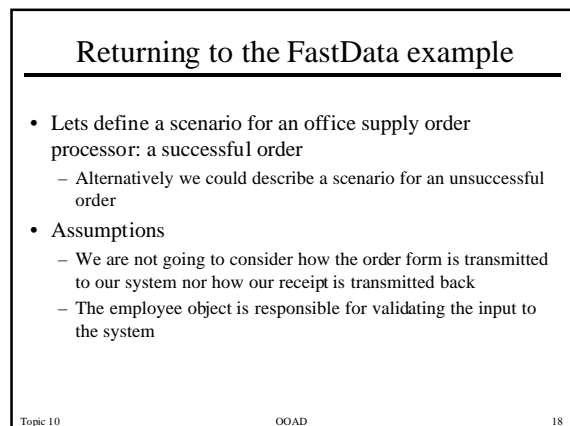 Returning to the FastData example
• Lets define a scenario for an office supply order
processor: a successful order
– Alternatively we could describe a scenario for an unsuccessful
order
• Assumptions
– We are not going to consider how the order form is transmitted
to our system nor how our receipt is transmitted back
– The employee object is responsible for validating the input to
the system
Topic 10 OOAD 18